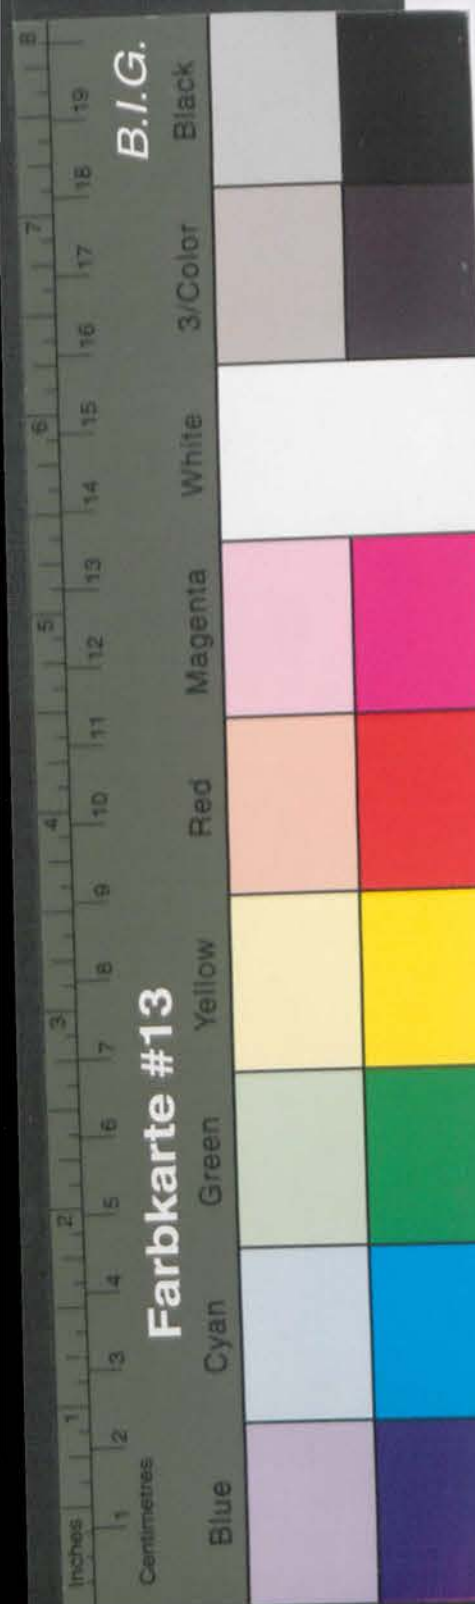 Inches 1 2 3 4 5 6 7 8
Centimetres 1 2 3 4 5 6 7 8 9 10 11 12 13 14 15 16 17 18 19
Farbkarte #13 B.I.G.
Blue Cyan Green Yellow Red Magenta White 3/Color Black